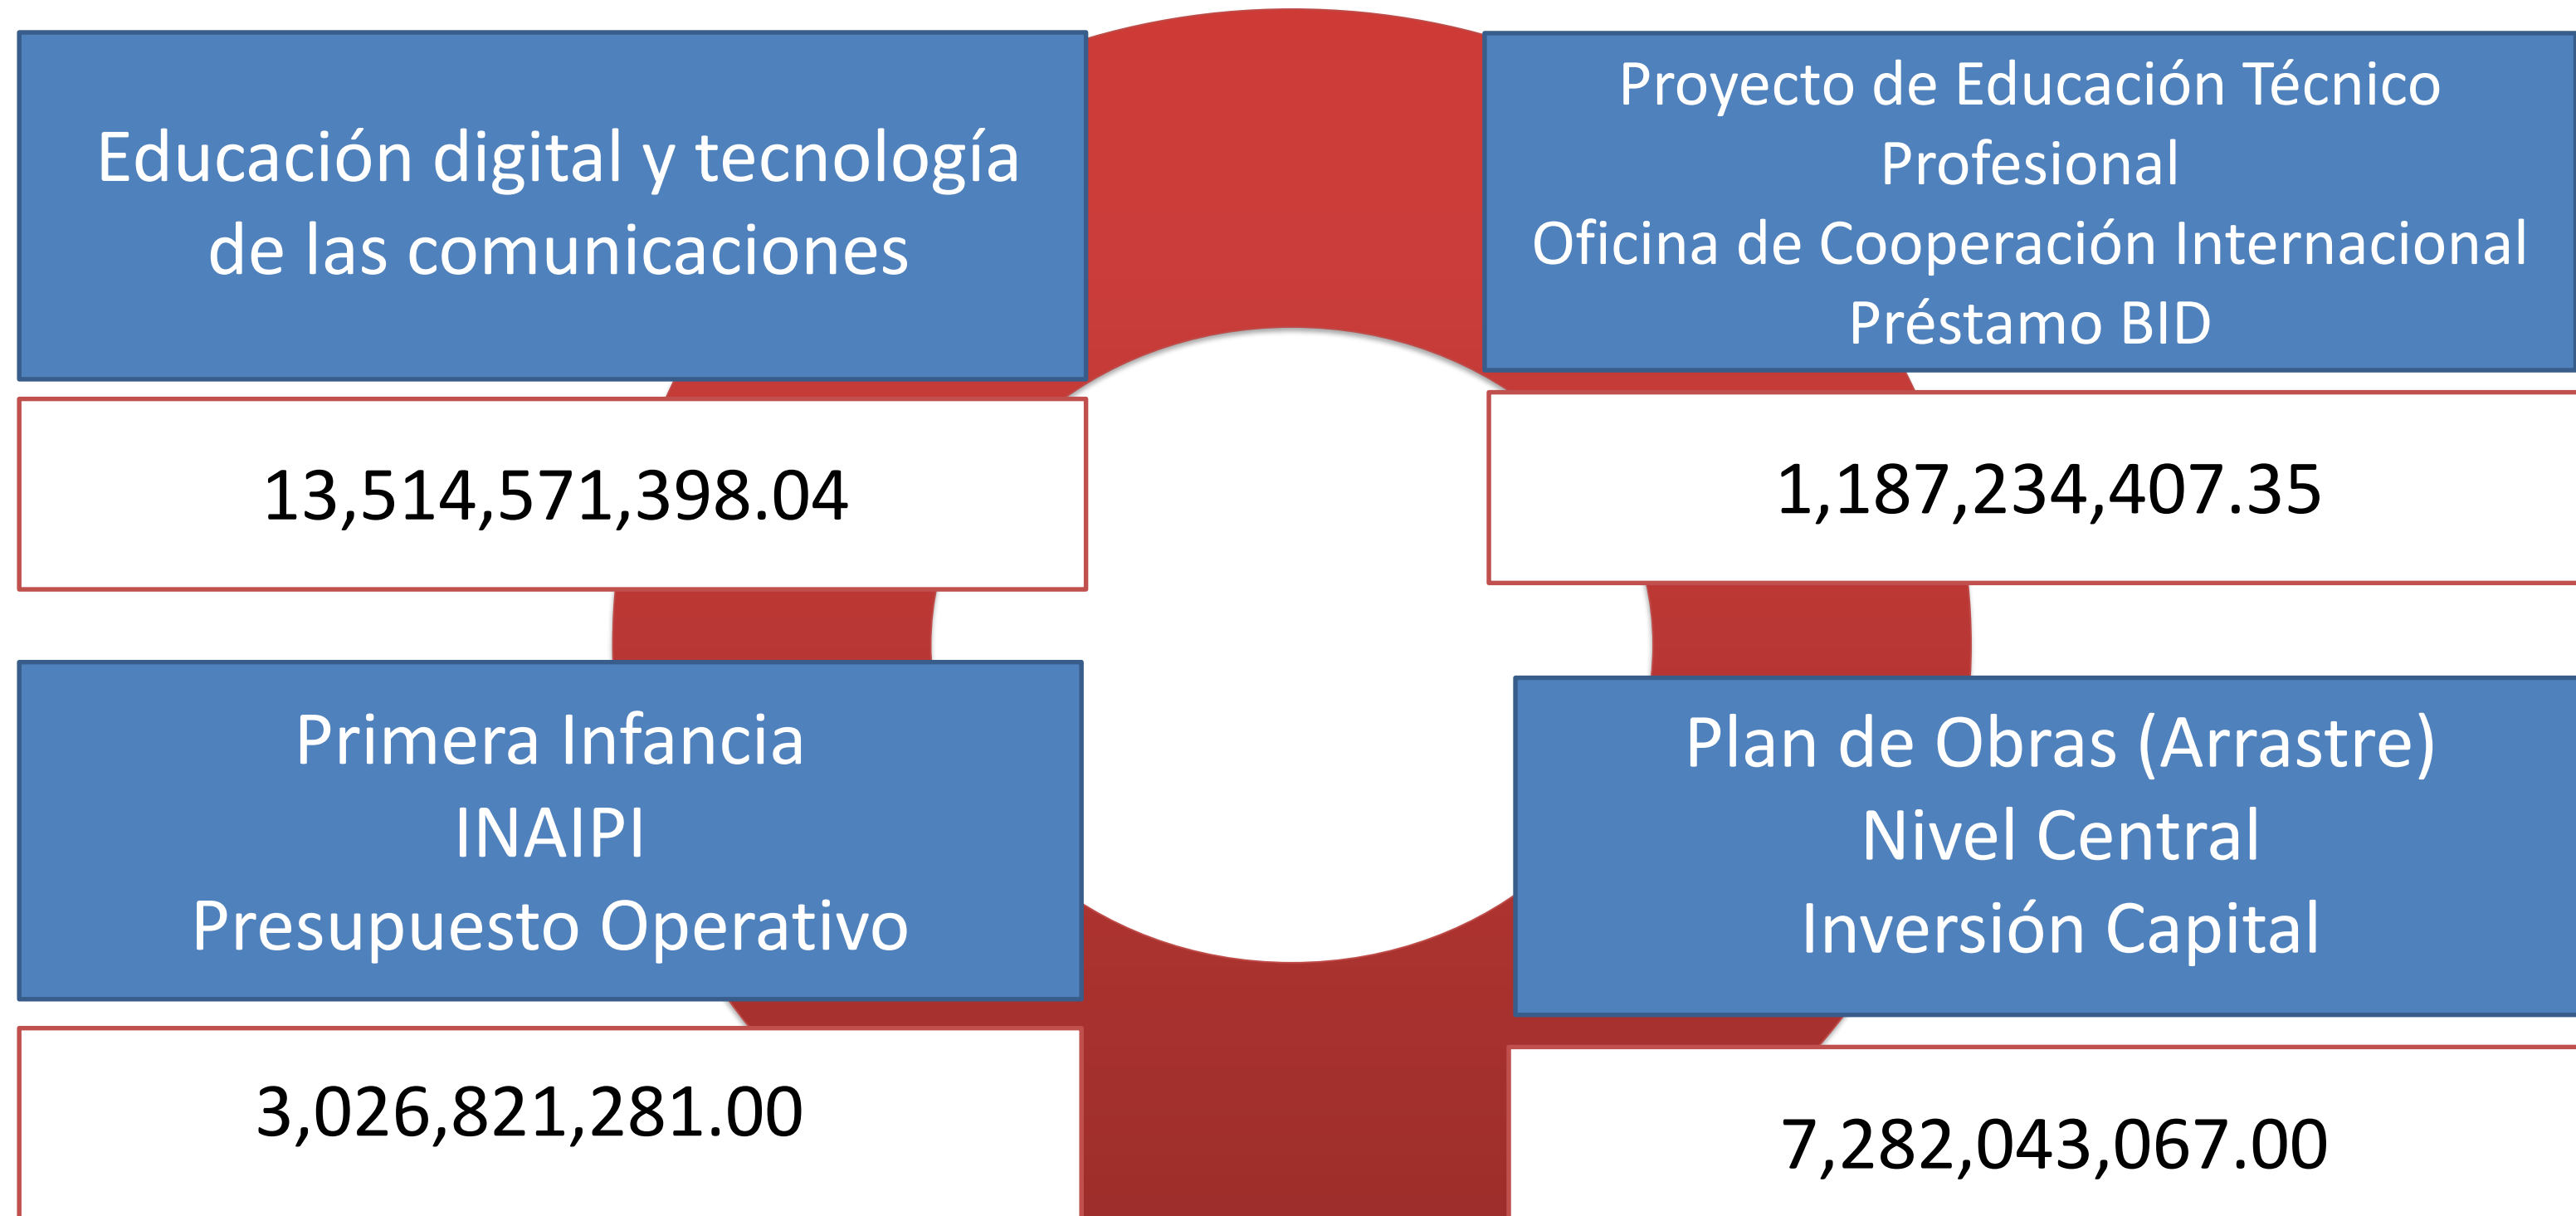 Educación digital y tecnología
de las comunicaciones
13,514,571,398.04
Proyecto de Educación Técnico
Profesional
Oficina de Cooperación Internacional
Préstamo BID
1,187,234,407.35
Primera Infancia
INAIPI
Presupuesto Operativo
3,026,821,281.00
Plan de Obras (Arrastre)
Nivel Central
Inversión Capital
7,282,043,067.00